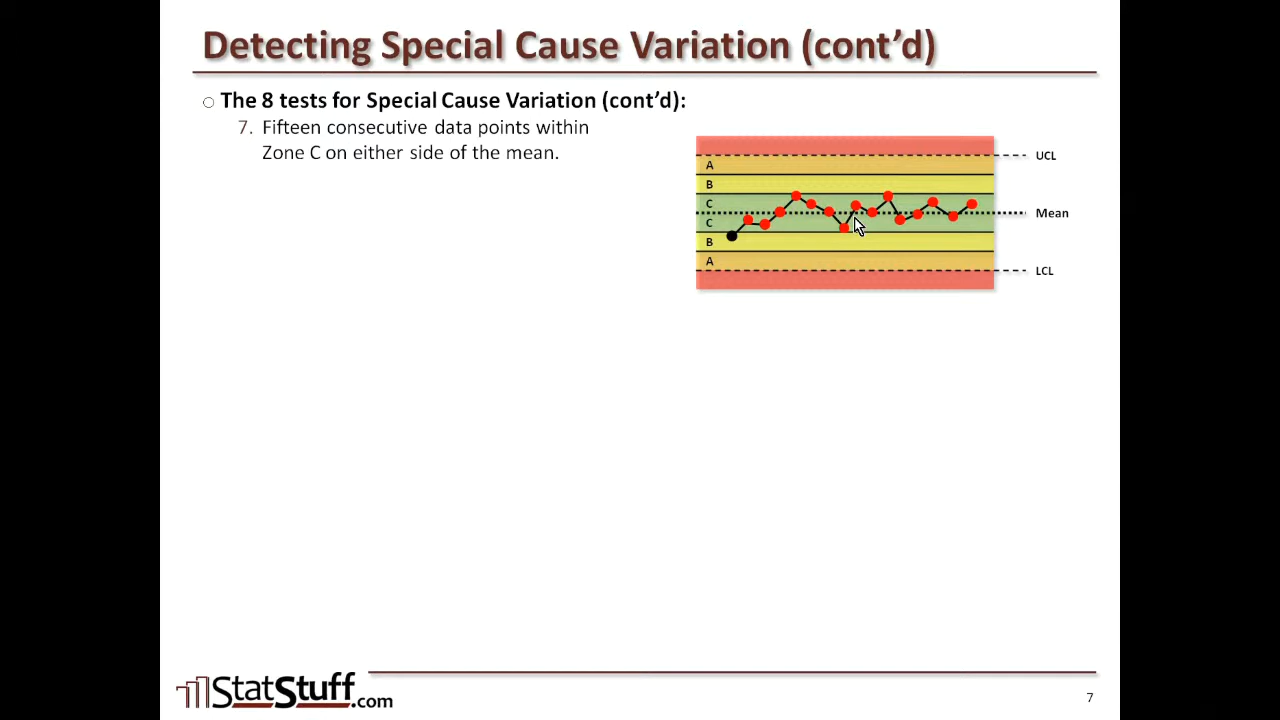 Detecting Special Cause Variation (cont’d)
○ The 8 tests for Special Cause Variation (cont’d):
7. Fifteen consecutive data points within
Zone C on either side of the mean.
UCL
A
B
C
Mean
C
B
A
LCL
StatStuff.com
7